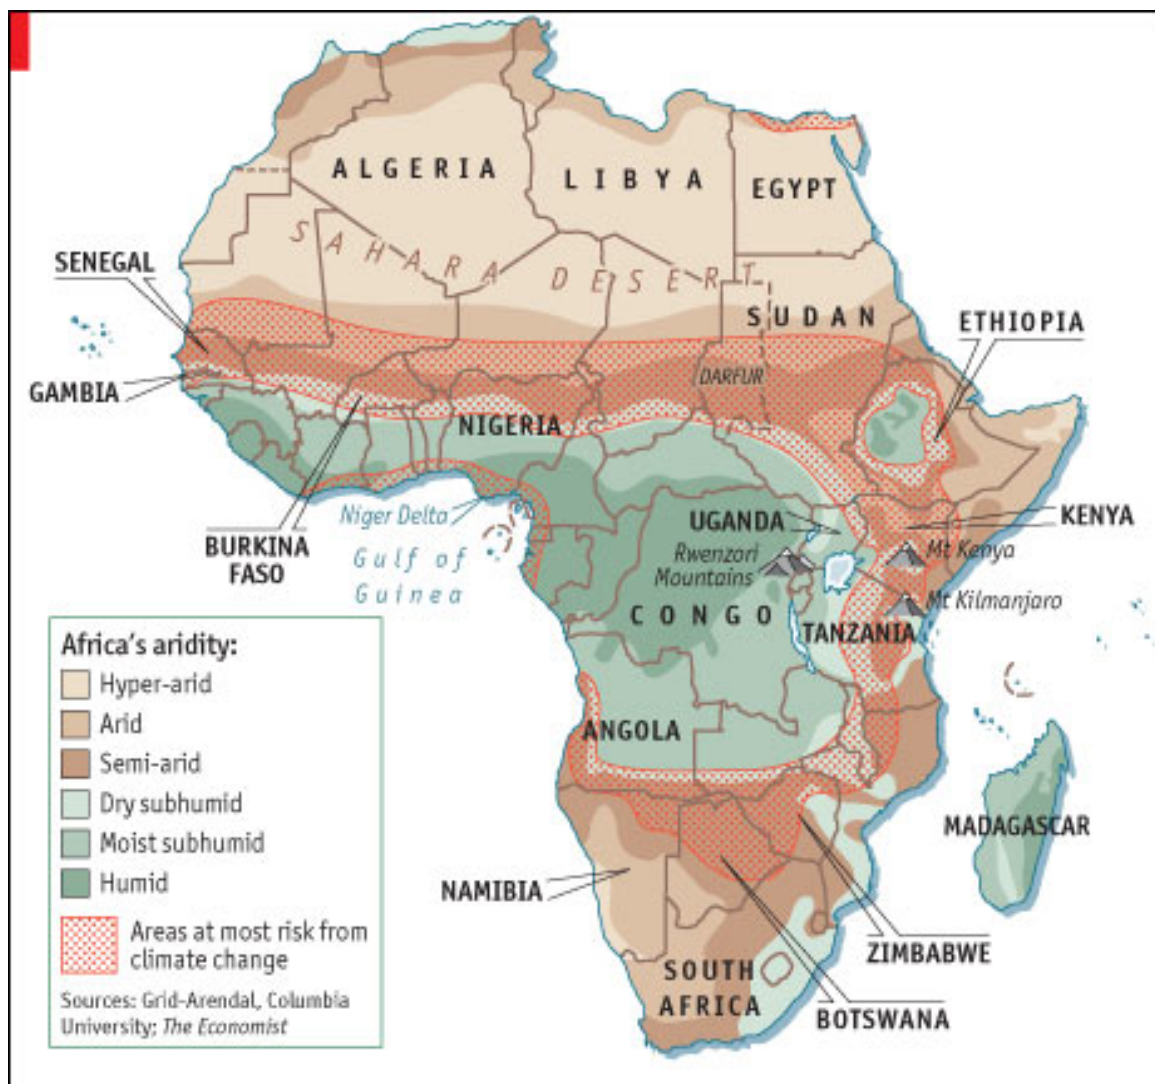 ALGERIA
LIBYA
EGYPT
SAHARA DESERT
SENEGAL
SUDAN
ETHIOPIA
GAMBIA
DARFUR
NIGERIA
Niger Delta
UGANDA
KENYA
BURKINA
FASO
Gulf of
Guinea
Rwenzori
Mountains
Mt Kenya
Mt Kilmanjaro
CONGO
TANZANIA
ANGOLA
MADAGASCAR
NAMIBIA
ZIMBABWE
SOUTH
AFRICA
BOTSWANA
Africa's aridity:
Hyper-arid
Arid
Semi-arid
Dry subhumid
Moist subhumid
Humid
Areas at most risk from
climate change
Sources: Grid-Arendal, Columbia
University; The Economist